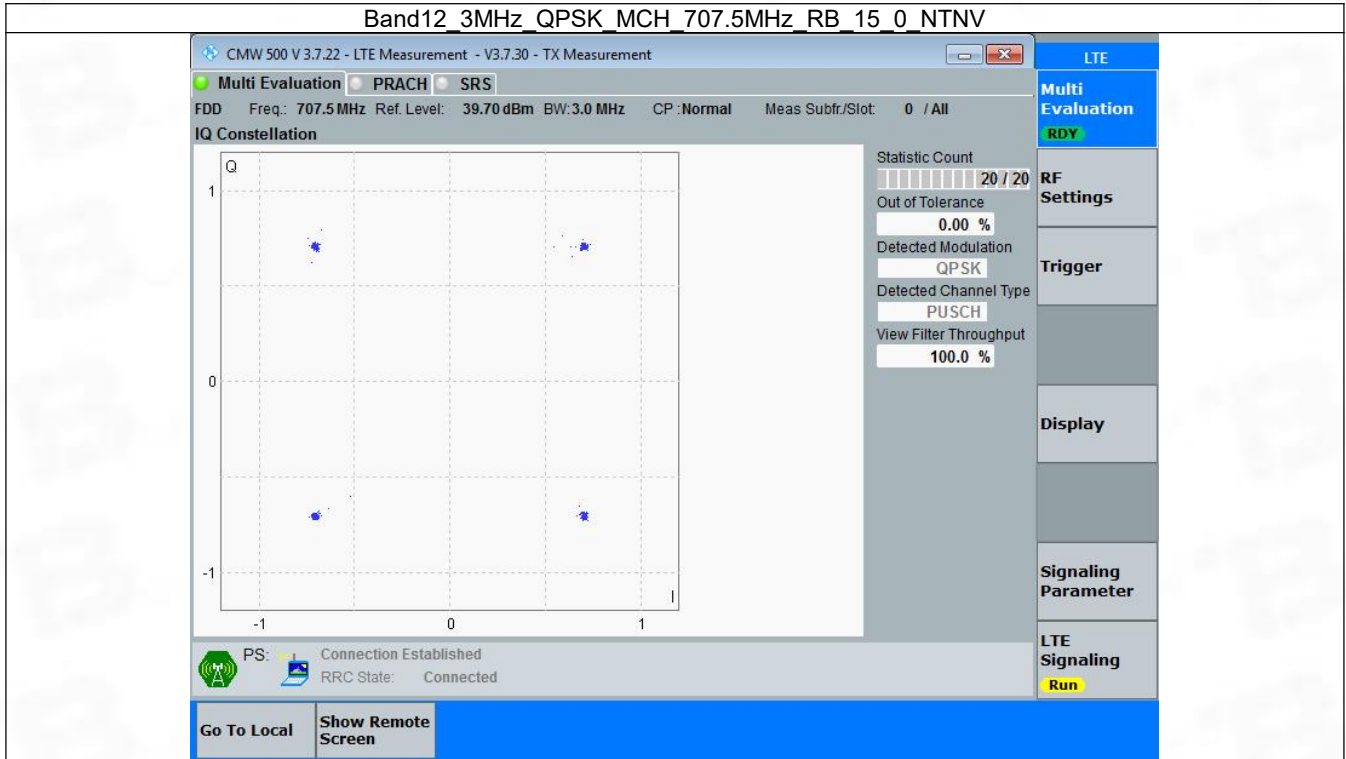 Band12_3MHz_QPSK_MCH_707.5MHz_RB_15_0_NTNV
CMW 500 V 3.7.22 - LTE Measurement - V3.7.30 - TX Measurement
LTE
Multi Evaluation PRACH SRS
Multi
Evaluation
RDY
FDD Freq.: 707.5 MHz Ref. Level: 39.70 dBm BW: 3.0 MHz CP : Normal Meas Subfr./Slot: 0 / All
IQ Constellation
Q
1
0
-1
I
-1 0 1
Statistic Count
20 / 20
Out of Tolerance
0.00 %
Detected Modulation
QPSK
Detected Channel Type
PUSCH
View Filter Throughput
100.0 %
RF
Settings
Trigger
Display
Signaling
Parameter
LTE
Signaling
Run
PS: Connection Established
RRC State: Connected
Go To Local
Show Remote
Screen